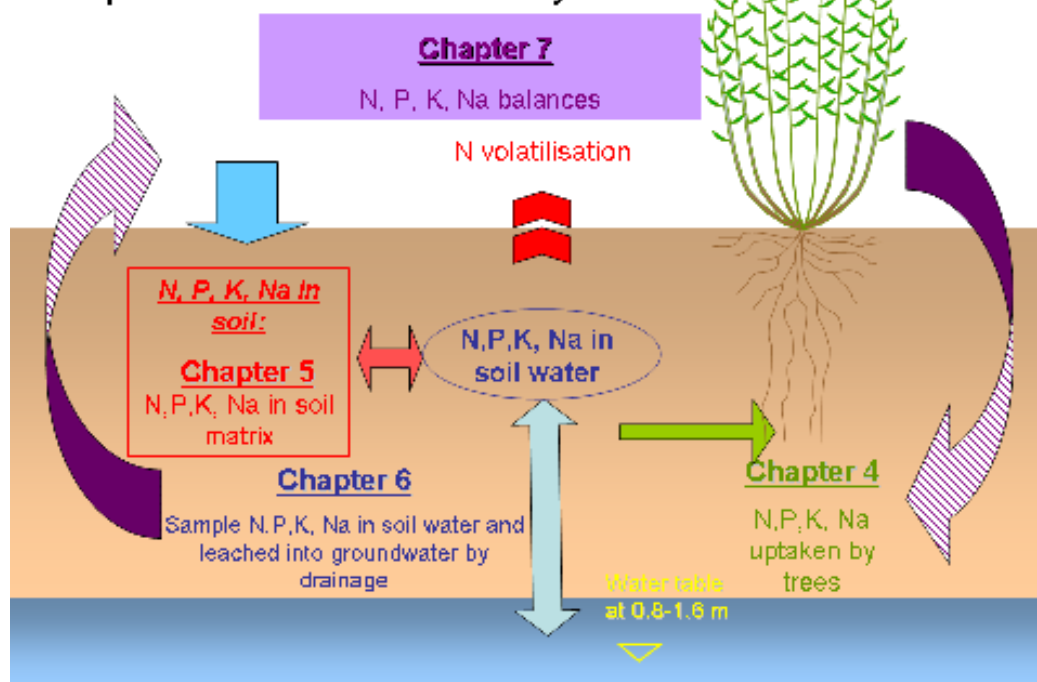 Chapter 7
N, P, K, Na balances
N volatilisation
N, P, K, Na in
soil:
Chapter 5
N,P,K, Na in soil
matrix
N,P,K, Na in
soil water
Chapter 6
Sample N.P,K, Na in soil water and
leached into groundwater by
drainage
Chapter 4
N,P,K, Na
uptaken by
trees
Water table
at 0.8-1.6 m